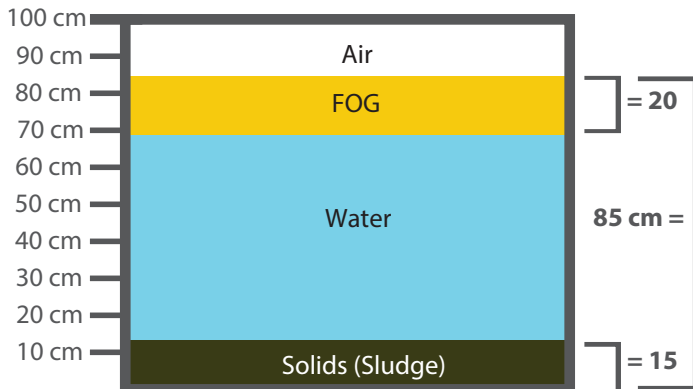 100 cm
90 cm
80 cm
70 cm
60 cm
50 cm
40 cm
30 cm
20 cm
10 cm
Air
FOG
Water
Solids (Sludge)
= 20
85 cm =
= 15